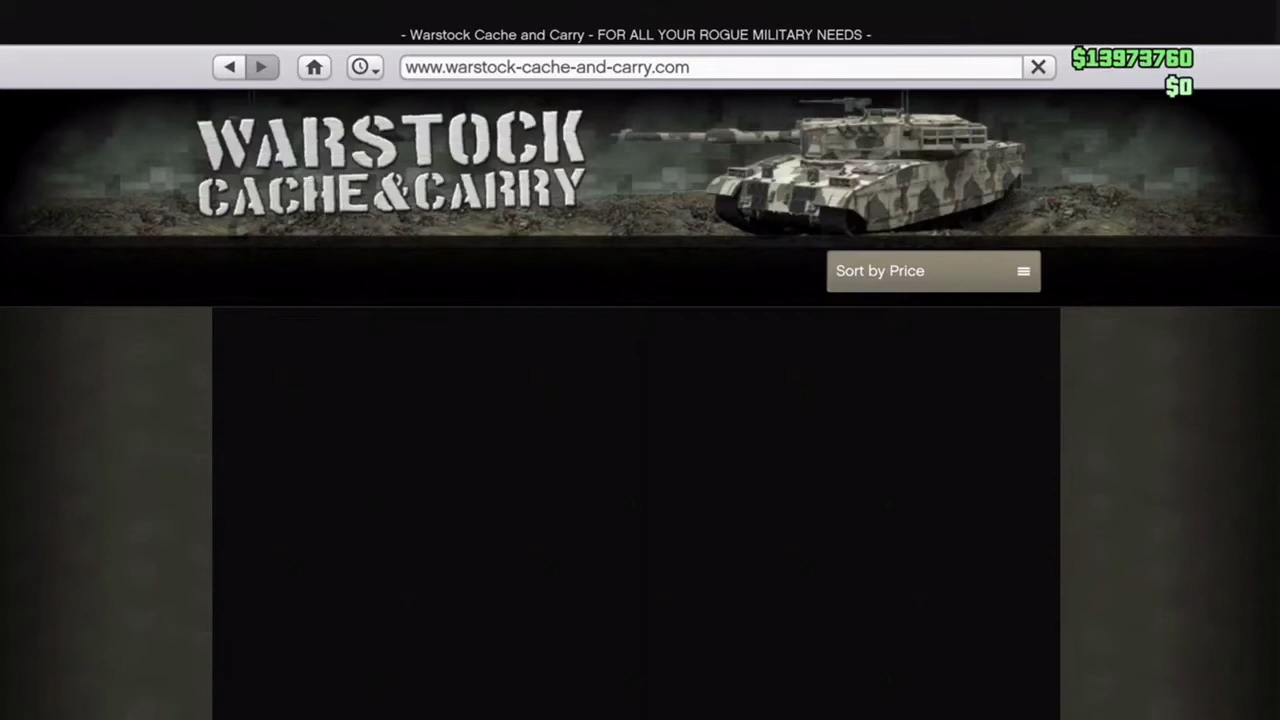 - Warstock Cache and Carry - FOR ALL YOUR ROGUE MILITARY NEEDS -
www.warstock-cache-and-carry.com
$13973760
$0
WARSTOCK
CACHE&CARRY
Sort by Price